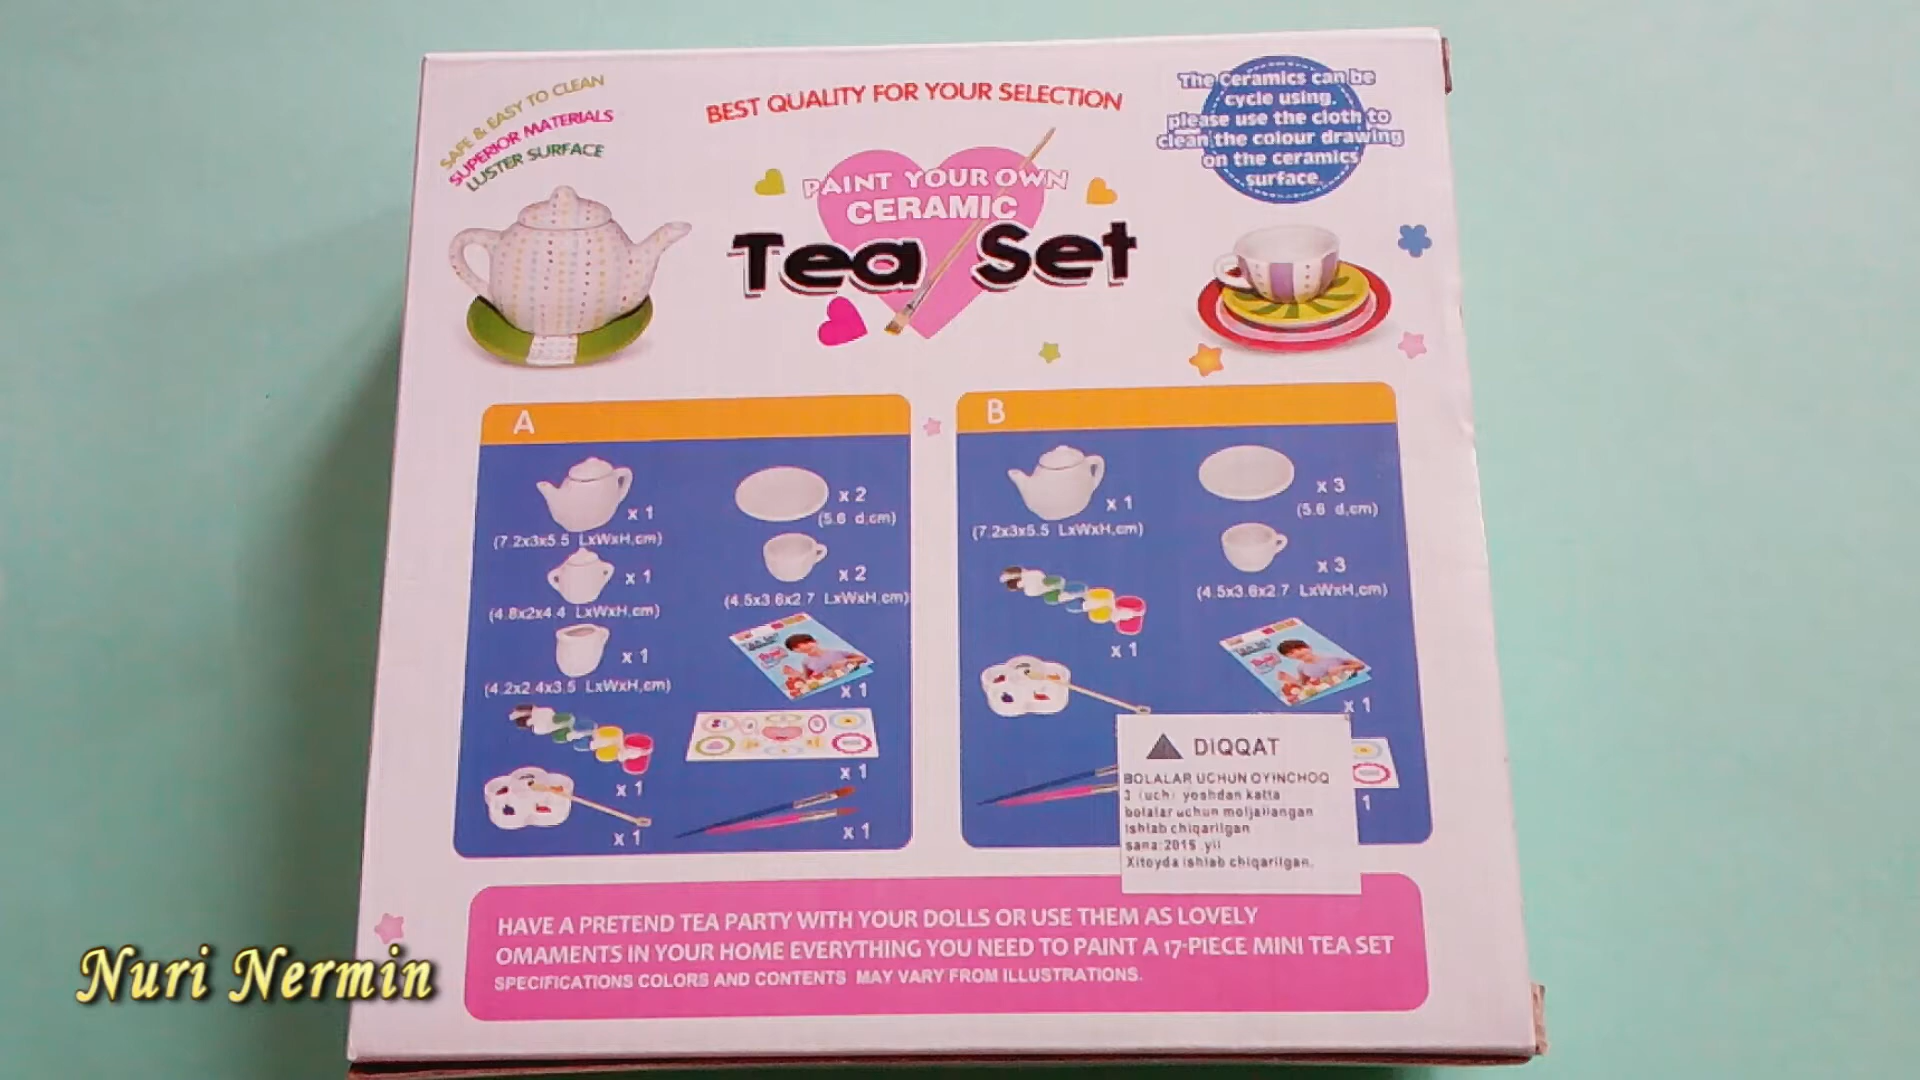 SAFE & EASY TO CLEAN
SUPERIOR MATERIALS
LUSTER SURFACE
BEST QUALITY FOR YOUR SELECTION
The Ceramics can be
cycle using,
please use the cloth to
clean the colour drawing
on the ceramics
surface.
PAINT YOUR OWN
CERAMIC
Tea Set
A
x 1
(7.2x3x5.5 LxWxH,cm)
x 1
(4.8x2x4.4 LxWxH,cm)
x 1
(4.2x2.4x3.5 LxWxH,cm)
x 1
x 1
x 2
(5.6 d,cm)
x 2
(4.5x3.6x2.7 LxWxH,cm)
x 1
x 1
x 1
B
x 1
(7.2x3x5.5 LxWxH,cm)
x 1
x 3
(5.6 d,cm)
x 3
(4.5x3.6x2.7 LxWxH,cm)
x 1
1
DIQQAT
BOLALAR UCHUN OYINCHOQ
3 (uch) yoshdan katta
bolalar uchun moljallangan
Ishlab chiqarilgan
sana:2015 .yil
Xitoyda ishlab chiqarilgan.
HAVE A PRETEND TEA PARTY WITH YOUR DOLLS OR USE THEM AS LOVELY
OMAMENTS IN YOUR HOME EVERYTHING YOU NEED TO PAINT A 17-PIECE MINI TEA SET
SPECIFICATIONS COLORS AND CONTENTS MAY VARY FROM ILLUSTRATIONS.
Nuri Nermin